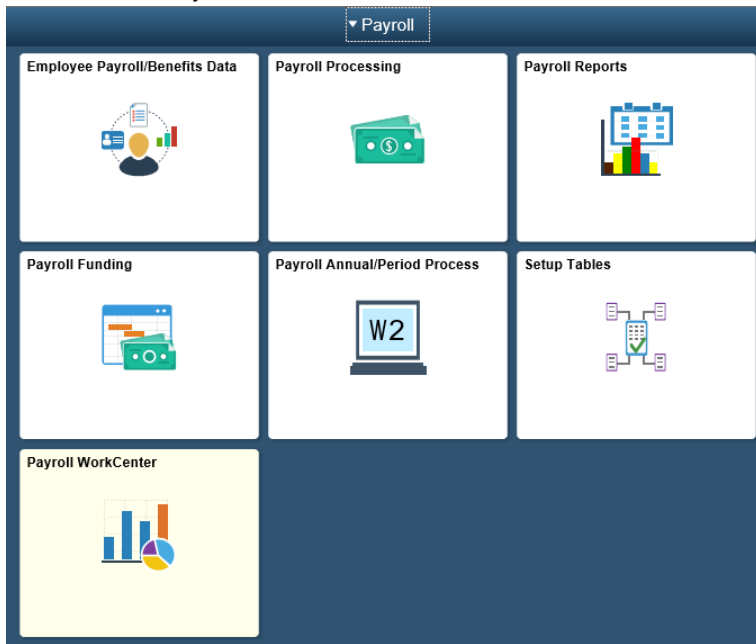 Payroll
Employee Payroll/Benefits Data
Payroll Processing
Payroll Reports
Payroll Funding
Payroll Annual/Period Process
W2
Setup Tables
Payroll WorkCenter